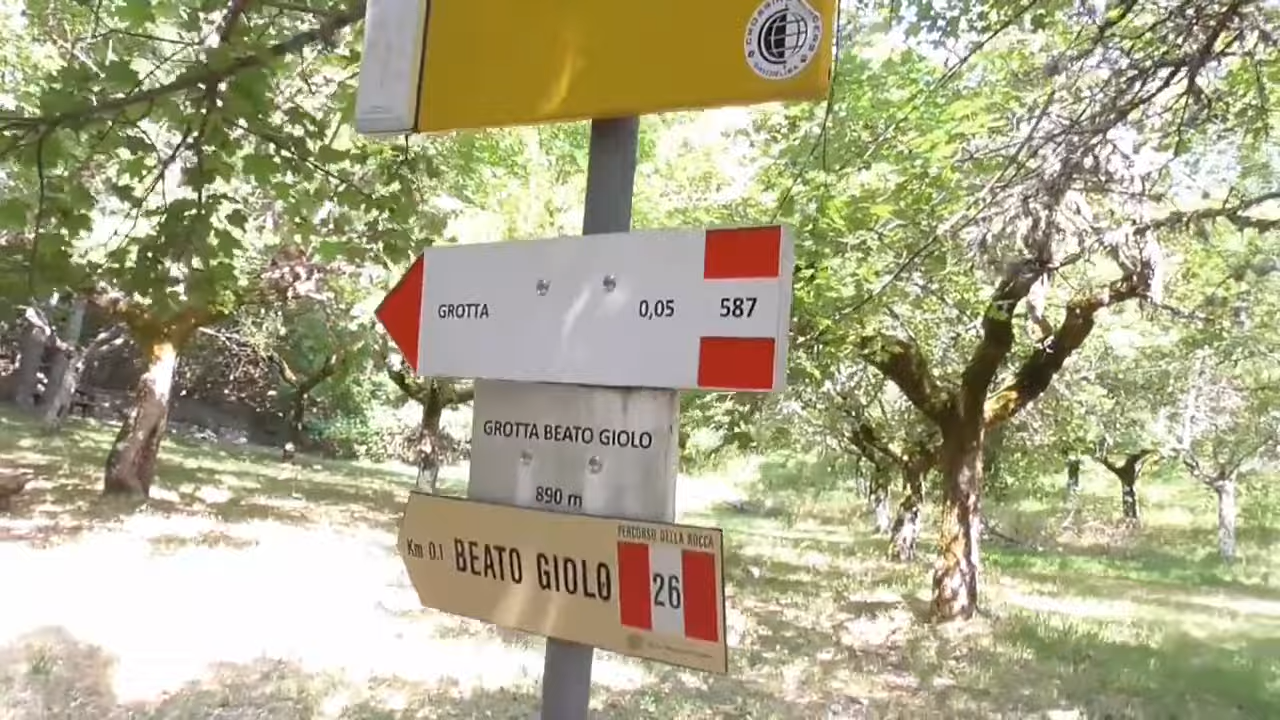 GROTTA 0,05 587
GROTTA BEATO GIOLO
890 m
PERCORSO DELLA ROCCA
Km 0.1 BEATO GIOLO 26